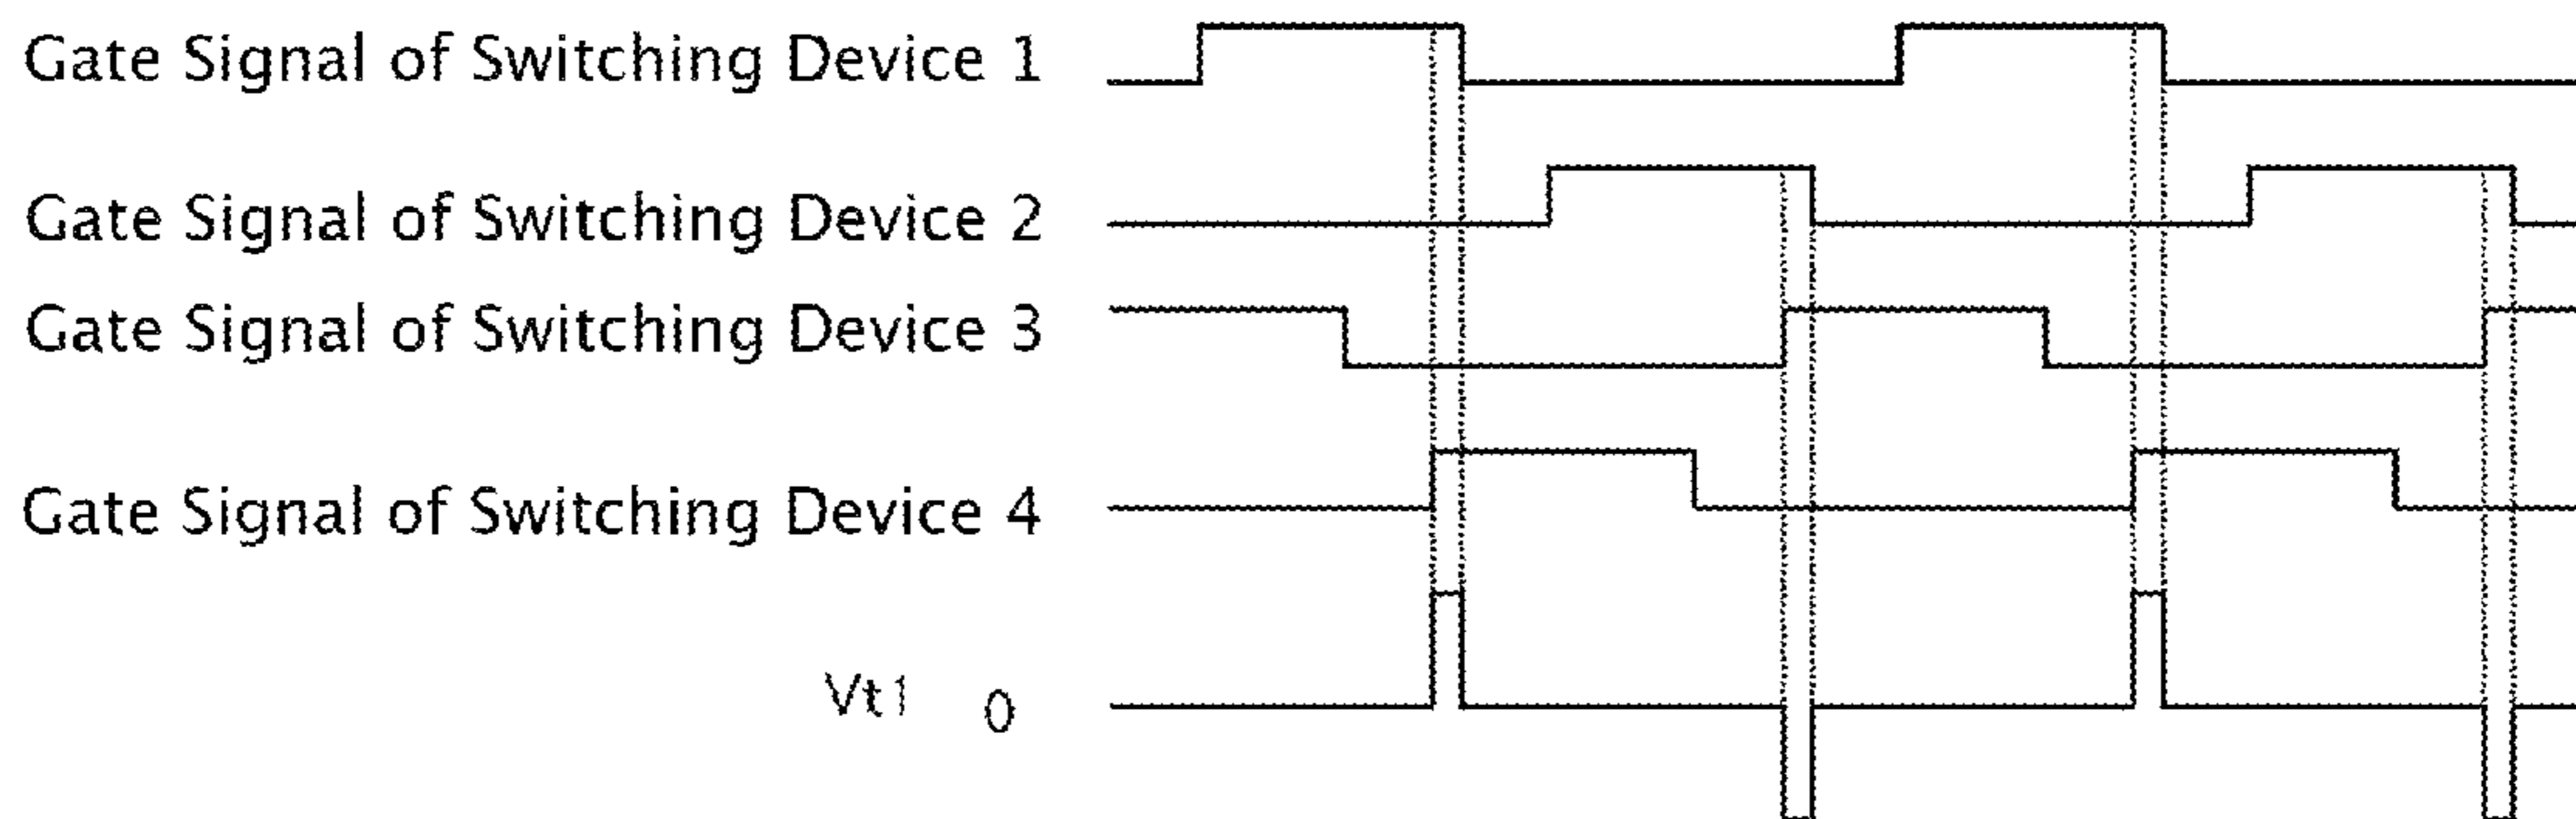 Gate Signal of Switching Device 1
Gate Signal of Switching Device 2
Gate Signal of Switching Device 3
Gate Signal of Switching Device 4
Vt1 0